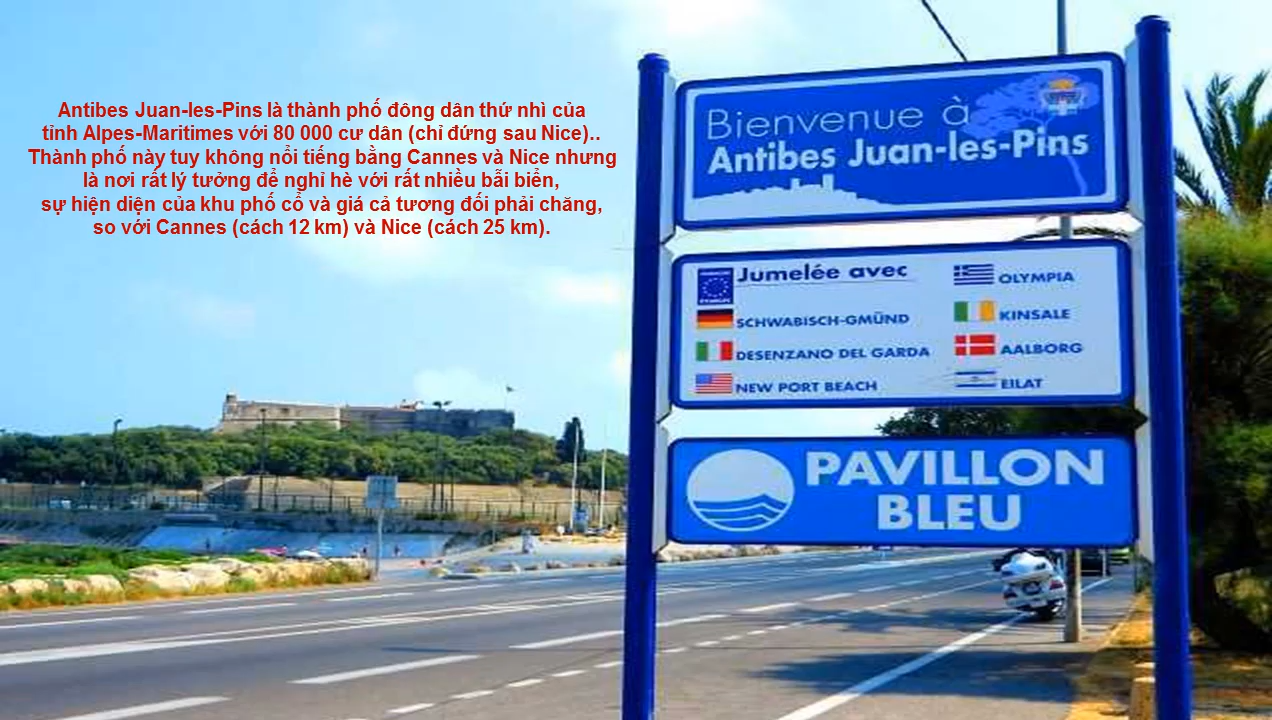 Antibes Juan-les-Pins là thành phố đông dân thứ nhì của
tỉnh Alpes-Maritimes với 80 000 cư dân (chỉ đứng sau Nice)..
Thành phố này tuy không nổi tiếng bằng Cannes và Nice nhưng
là nơi rất lý tưởng để nghỉ hè với rất nhiều bẫi biển,
sự hiện diện của khu phố cổ và giá cả tương đối phải chăng,
so với Cannes (cách 12 km) và Nice (cách 25 km).
Bienvenue à
Antibes Juan-les-Pins
Jumelée avec
SCHWABISCH-GMÜND
DESENZANO DEL GARDA
NEW PORT BEACH
OLYMPIA
KINSALE
AALBORG
EILAT
PAVILLON
BLEU